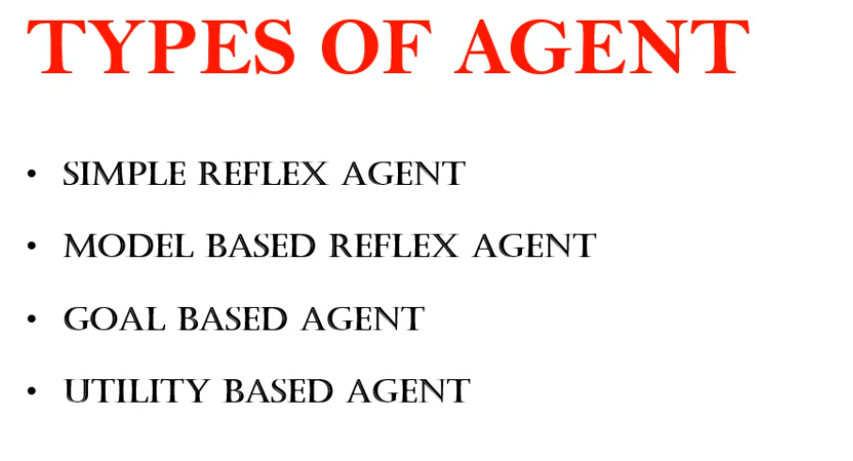 TYPES OF AGENT
• SIMPLE REFLEX AGENT
• MODEL BASED REFLEX AGENT
• GOAL BASED AGENT
• UTILITY BASED AGENT